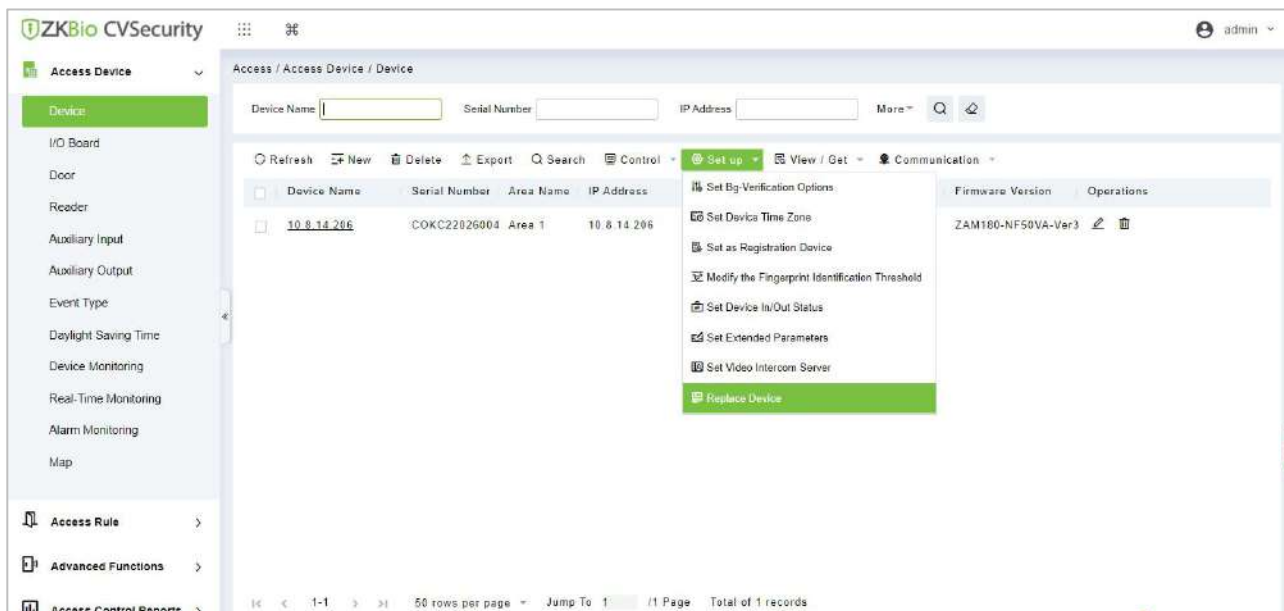 ZKBio CVSecurity
admin
Access Device
Access / Access Device / Device
Device
Device Name Serial Number IP Address More
I/O Board
Door
Reader
Auxiliary Input
Auxiliary Output
Event Type
Daylight Saving Time
Device Monitoring
Real-Time Monitoring
Alarm Monitoring
Map
Access Rule
Advanced Functions
Access Control Reports
Refresh New Delete Export Search Control Set up View / Get Communication
Device Name Serial Number Area Name IP Address Firmware Version Operations
10.8.14.206 COKC22026004 Area 1 10.8.14.206 ZAM180-NF50VA-Ver3
Set Bg-Verification Options
Set Device Time Zone
Set as Registration Device
Modify the Fingerprint Identification Threshold
Set Device In/Out Status
Set Extended Parameters
Set Video Intercom Server
Replace Device
1-1 50 rows per page Jump To 1 /1 Page Total of 1 records